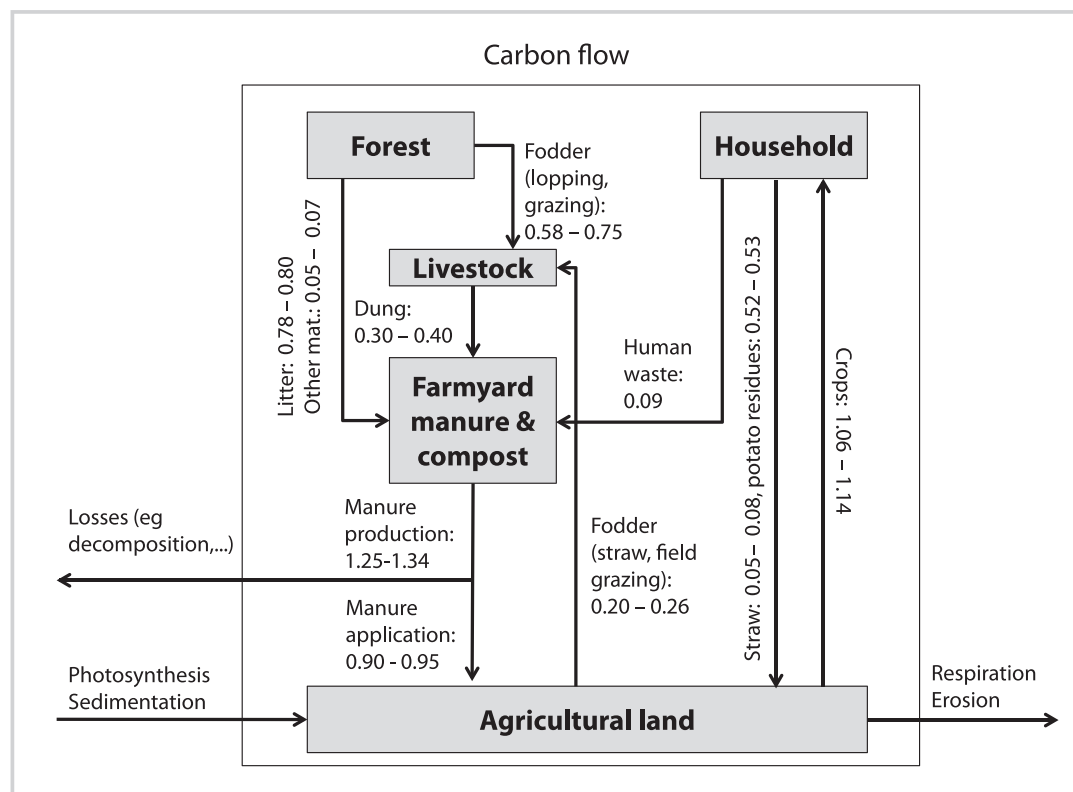 Carbon flow
Forest
Household
Fodder
(lopping,
grazing):
0.58 – 0.75
Litter: 0.78 – 0.80
Other mat.: 0.05 – 0.07
Livestock
Dung:
0.30 – 0.40
Farmyard
manure &
compost
Human
waste:
0.09
Straw: 0.05– 0.08, potato residues: 0.52 – 0.53
Crops: 1.06 – 1.14
Losses (eg
decomposition,...)
Manure
production:
1.25-1.34
Fodder
(straw, field
grazing):
0.20 – 0.26
Manure
application:
0.90 - 0.95
Photosynthesis
Sedimentation
Agricultural land
Respiration
Erosion